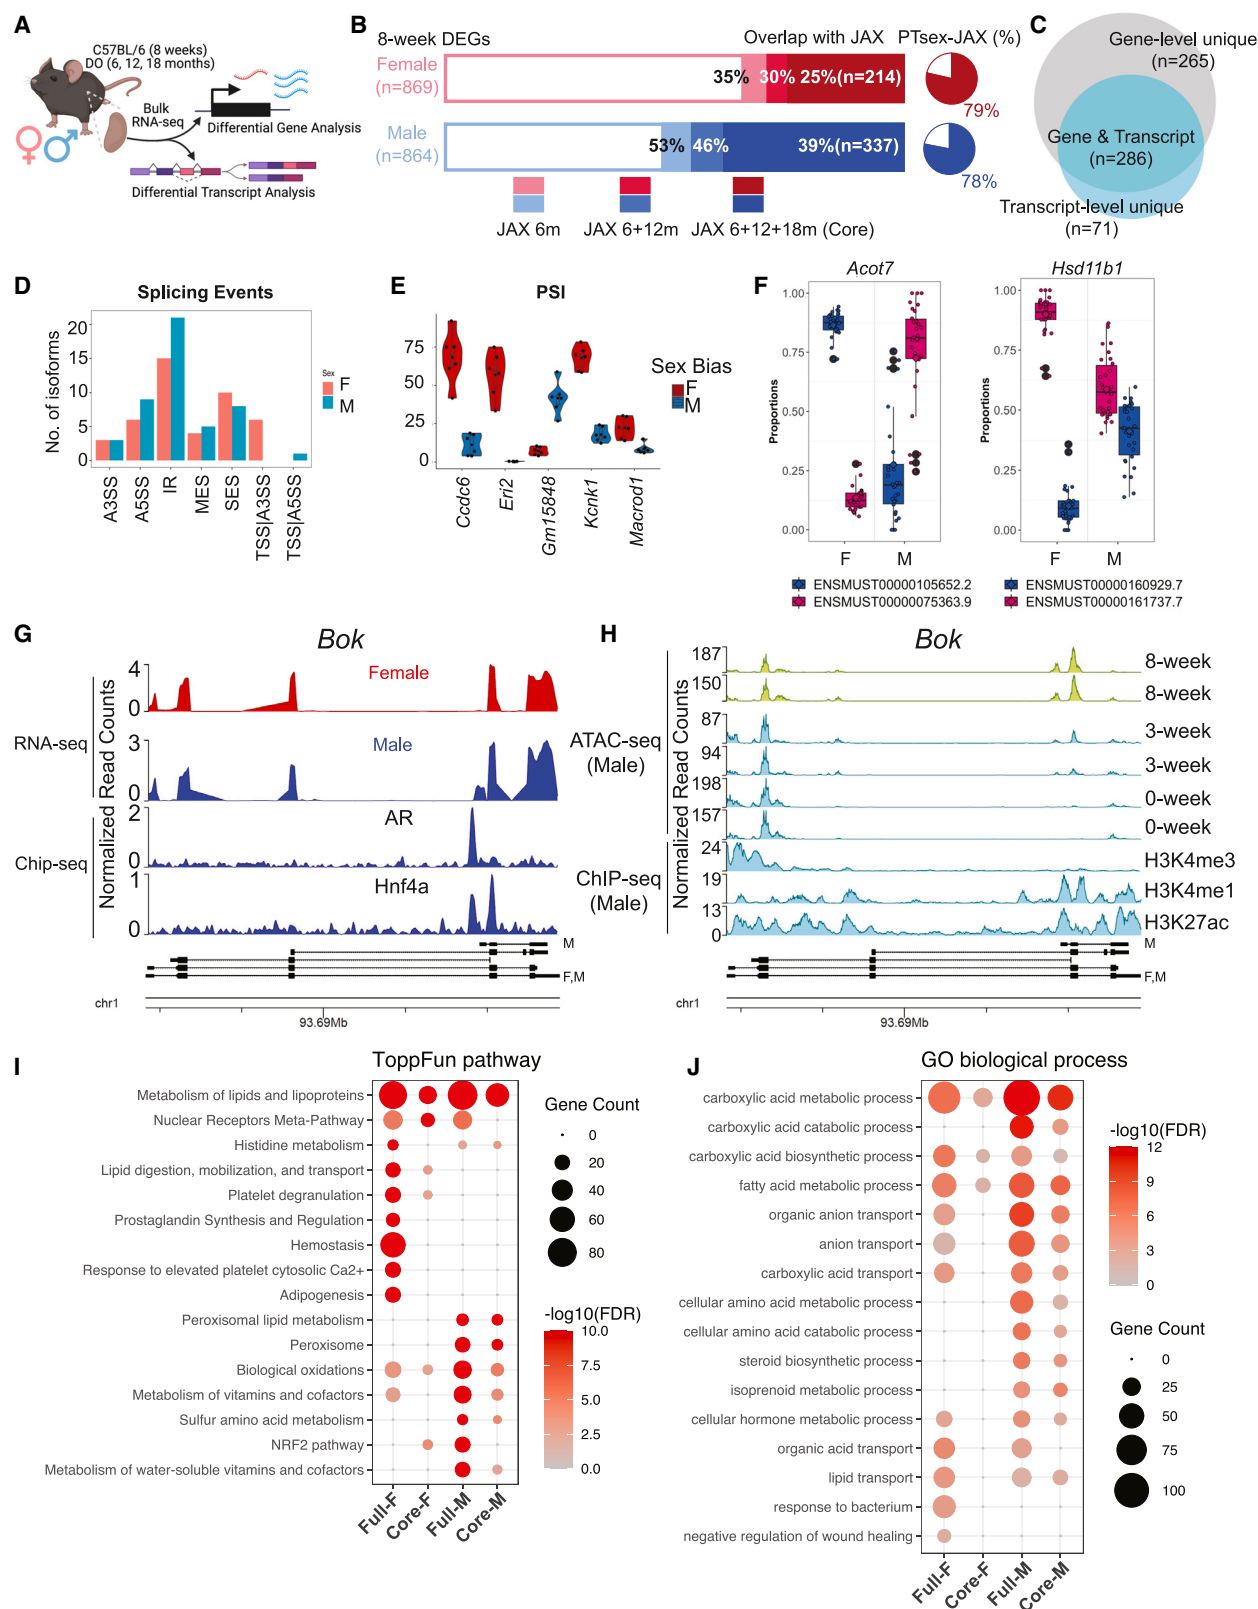 A
C57BL/6 (8 weeks)
DO (6, 12, 18 months)
Bulk
RNA-seq
Differential Gene Analysis
Differential Transcript Analysis
B
8-week DEGs
Overlap with JAX
PTsex-JAX (%)
Female
(n=869)
35%
30%
25%(n=214)
79%
Male
(n=864)
53%
46%
39%(n=337)
78%
JAX 6m
JAX 6+12m
JAX 6+12+18m (Core)
C
Gene-level unique
(n=265)
Gene & Transcript
(n=286)
Transcript-level unique
(n=71)
D
Splicing Events
No. of isoforms
20
15
10
5
0
A3SS
A5SS
IR
MES
SES
TSS|A3SS
TSS|A5SS
Sex
F
M
E
PSI
75
50
25
0
Ccdc6
Eri2
Gm15848
Kcnk1
Macrod1
Sex Bias
F
M
F
Acot7
Proportions
1.00
0.75
0.50
0.25
0.00
F
M
ENSMUST00000105652.2
ENSMUST00000075363.9
Hsd11b1
Proportions
1.00
0.75
0.50
0.25
0.00
F
M
ENSMUST00000160929.7
ENSMUST00000161737.7
G
Bok
RNA-seq
Chip-seq
Normalized Read Counts
4
0
Female
3
0
Male
2
0
AR
1
0
Hnf4a
M
F,M
chr1
93.69Mb
H
Bok
ATAC-seq
(Male)
ChIP-seq
(Male)
Normalized Read Counts
187
8-week
150
8-week
87
3-week
94
3-week
198
0-week
157
0-week
24
H3K4me3
19
H3K4me1
13
0
H3K27ac
M
F,M
chr1
93.69Mb
I
ToppFun pathway
Metabolism of lipids and lipoproteins
Nuclear Receptors Meta-Pathway
Histidine metabolism
Lipid digestion, mobilization, and transport
Platelet degranulation
Prostaglandin Synthesis and Regulation
Hemostasis
Response to elevated platelet cytosolic Ca2+
Adipogenesis
Peroxisomal lipid metabolism
Peroxisome
Biological oxidations
Metabolism of vitamins and cofactors
Sulfur amino acid metabolism
NRF2 pathway
Metabolism of water-soluble vitamins and cofactors
Full-F
Core-F
Full-M
Core-M
Gene Count
0
20
40
60
80
-log10(FDR)
10.0
7.5
5.0
2.5
0.0
J
GO biological process
carboxylic acid metabolic process
carboxylic acid catabolic process
carboxylic acid biosynthetic process
fatty acid metabolic process
organic anion transport
anion transport
carboxylic acid transport
cellular amino acid metabolic process
cellular amino acid catabolic process
steroid biosynthetic process
isoprenoid metabolic process
cellular hormone metabolic process
organic acid transport
lipid transport
response to bacterium
negative regulation of wound healing
Full-F
Core-F
Full-M
Core-M
-log10(FDR)
12
9
6
3
0
Gene Count
0
25
50
75
100